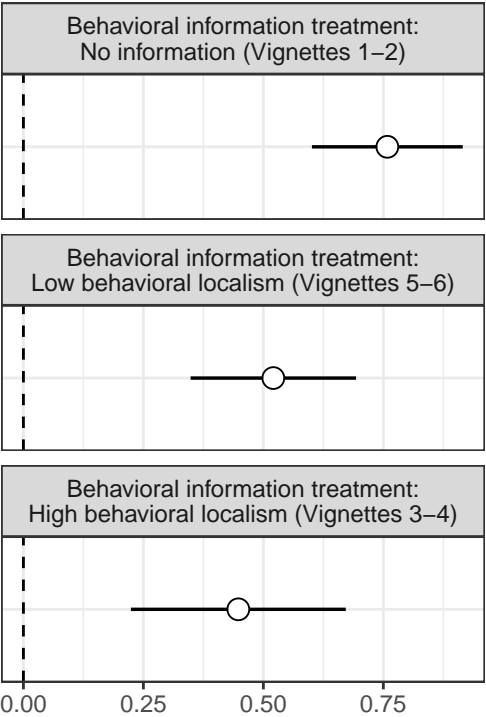 Behavioral information treatment:
No information (Vignettes 1−2)
Behavioral information treatment:
Low behavioral localism (Vignettes 5−6)
Behavioral information treatment:
High behavioral localism (Vignettes 3−4)
0.00 0.25 0.50 0.75